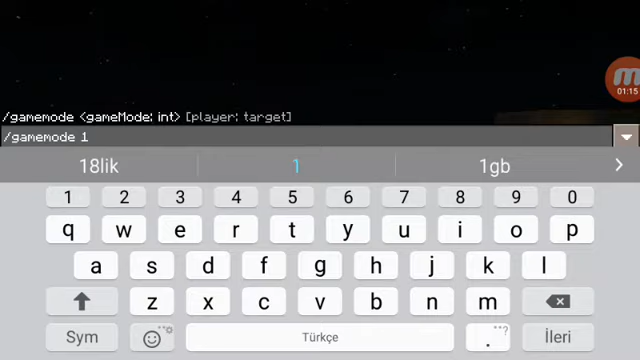 01:15
/gamemode <gameMode: int> [player: target]
/gamemode 1
18lik 1 1gb
1 2 3 4 5 6 7 8 9 0
q w e r t y u i o p
a s d f g h j k l
z x c v b n m
Sym Türkçe . ? İleri